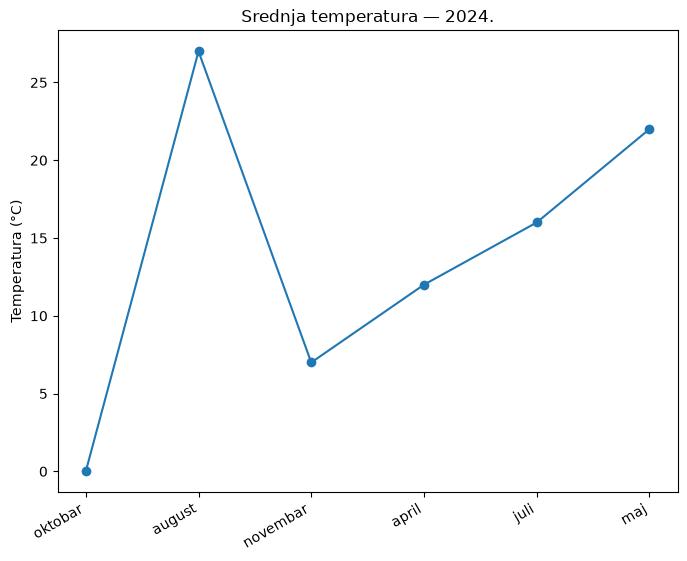 Srednja temperatura — 2024.
Temperatura (°C)
25
20
15
10
5
0
oktobar
august
novembar
april
juli
maj